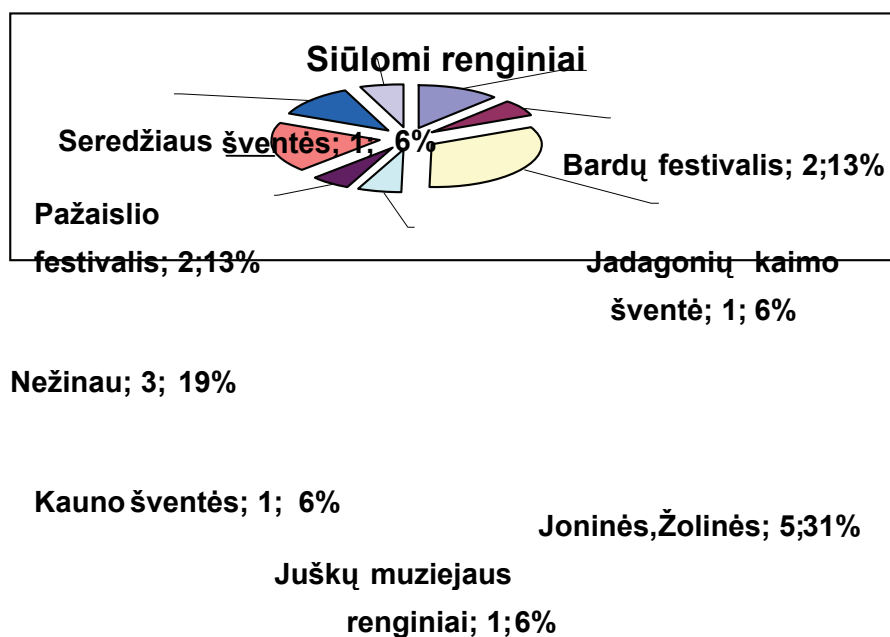 Siūlomi renginiai
Seredžiaus šventės; 1; 6%
Bardų festivalis; 2;13%
Pažaislio
festivalis; 2;13%
Jadagonių kaimo
šventė; 1; 6%
Nežinau; 3; 19%
Kauno šventės; 1; 6%
Joninės,Žolinės; 5;31%
Juškų muziejaus
renginiai; 1;6%